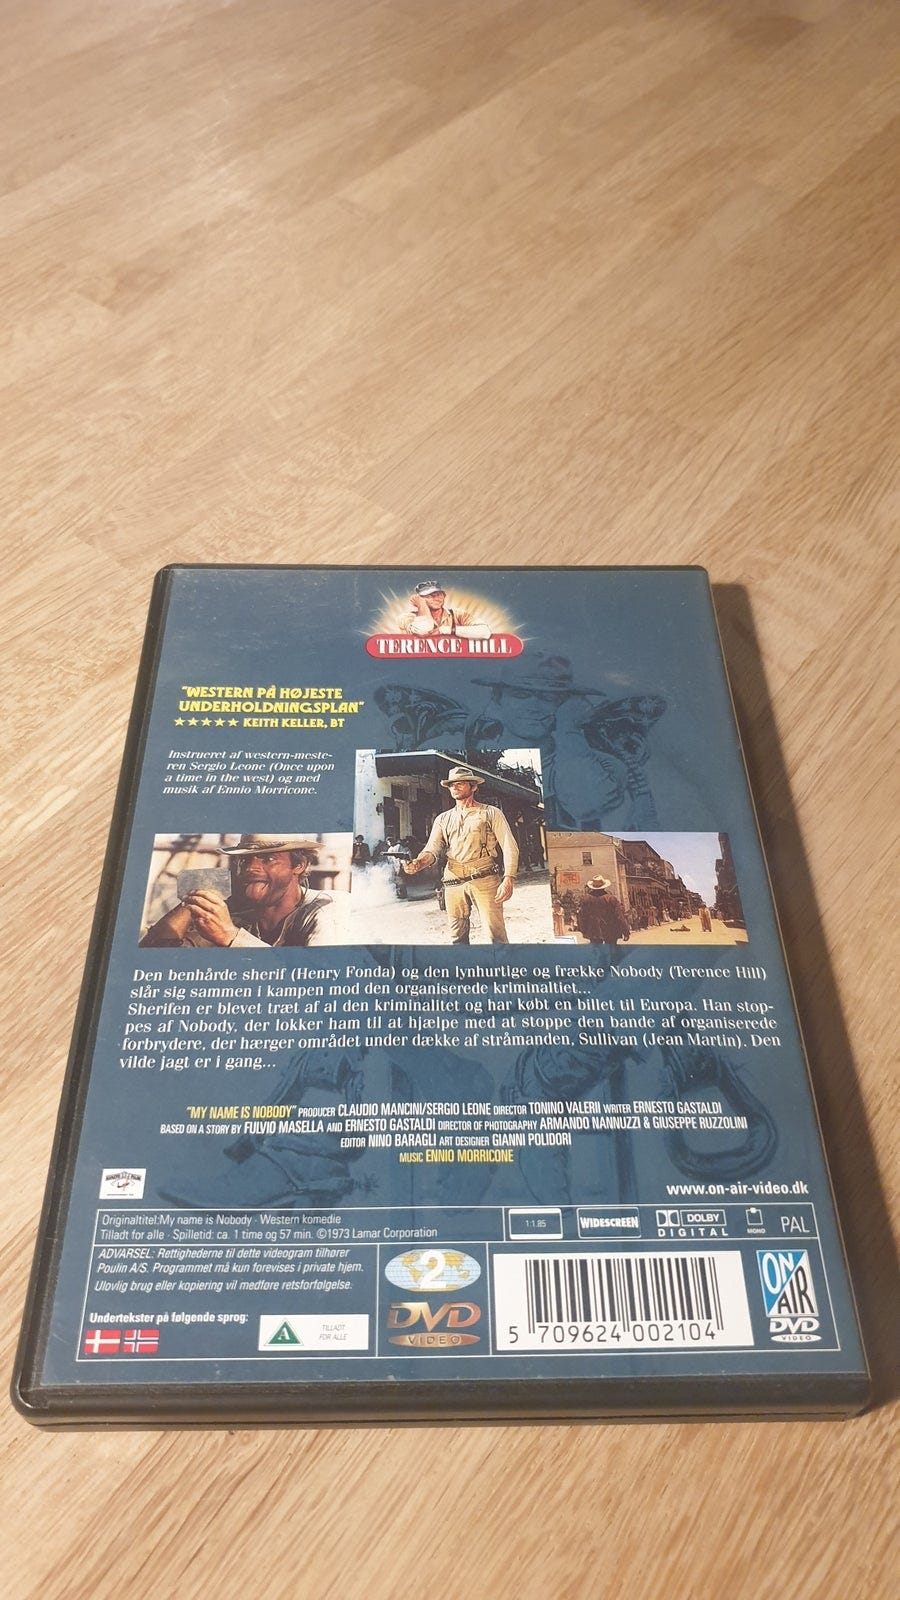 TERENCE HILL
"WESTERN PÅ HØJESTE
UNDERHOLDNINGSPLAN"
★★★★★ KEITH KELLER, BT
Instrueret af western-meste-
ren Sergio Leone (Once upon
a time in the west) og med
musik af Ennio Morricone.
Den benhårde sherif (Henry Fonda) og den lynhurtige og frække Nobody (Terence Hill)
slår sig sammen i kampen mod den organiserede kriminaltiet...
Sherifen er blevet træt af al den kriminalitet og har købt en billet til Europa. Han stop-
pes af Nobody, der lokker ham til at hjælpe med at stoppe den bande af organiserede
forbrydere, der hærger området under dække af stråmanden, Sullivan (Jean Martin). Den
vilde jagt er i gang...
"MY NAME IS NOBODY" PRODUCER CLAUDIO MANCINI/SERGIO LEONE DIRECTOR TONINO VALERII WRITER ERNESTO GASTALDI
BASED ON A STORY BY FULVIO MASELLA AND ERNESTO GASTALDI DIRECTOR OF PHOTOGRAPHY ARMANDO NANNUZZI & GIUSEPPE RUZZOLINI
EDITOR NINO BARAGLI ART DESIGNER GIANNI POLIDORI
MUSIC ENNIO MORRICONE
www.on-air-video.dk
Originaltitel:My name is Nobody · Western komedie
Tilladt for alle · Spilletid: ca. 1 time og 57 min. ©1973 Lamar Corporation
1:1.85
WIDESCREEN
DOLBY
DIGITAL
MONO
PAL
ADVARSEL: Rettighederne til dette videogram tilhører
Poulin A/S. Programmet må kun forevises i private hjem.
Ulovlig brug eller kopiering vil medføre retsforfølgelse.
Undertekster på følgende sprog:
A
TILLADT
FOR ALLE
2
DVD
VIDEO
5 709624 002104
ON
AIR
DVD
VIDEO